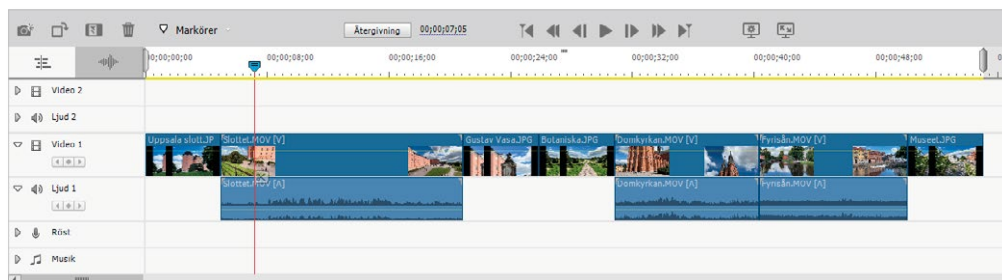 Markörer
Återgivning 00;00;07;05
00;00;00;00 00;00;08;00 00;00;16;00 00;00;24;00 00;00;32;00 00;00;40;00 00;00;48;00
Video 2
Ljud 2
Video 1
Uppsala slott.JP Slottet.MOV [V] Gustav Vasa.JPG Botaniska.JPG Domkyrkan.MOV [V] Fyrisån.MOV [V] Museet.JPG
Ljud 1
Slottet.MOV [A] Domkyrkan.MOV [A] Fyrisån.MOV [A]
Röst
Musik